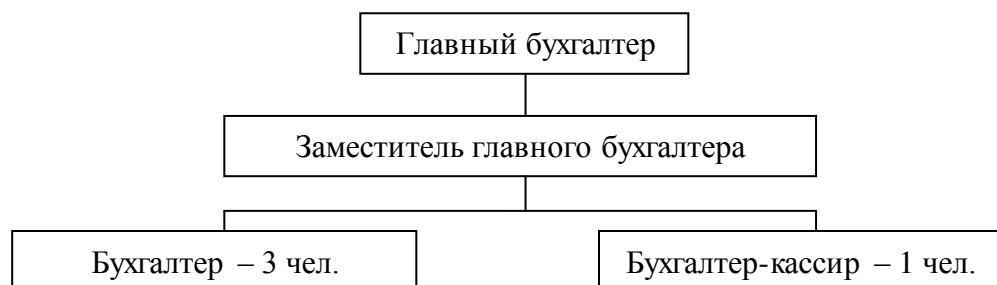 Главный бухгалтер
Заместитель главного бухгалтера
Бухгалтер – 3 чел.
Бухгалтер-кассир – 1 чел.